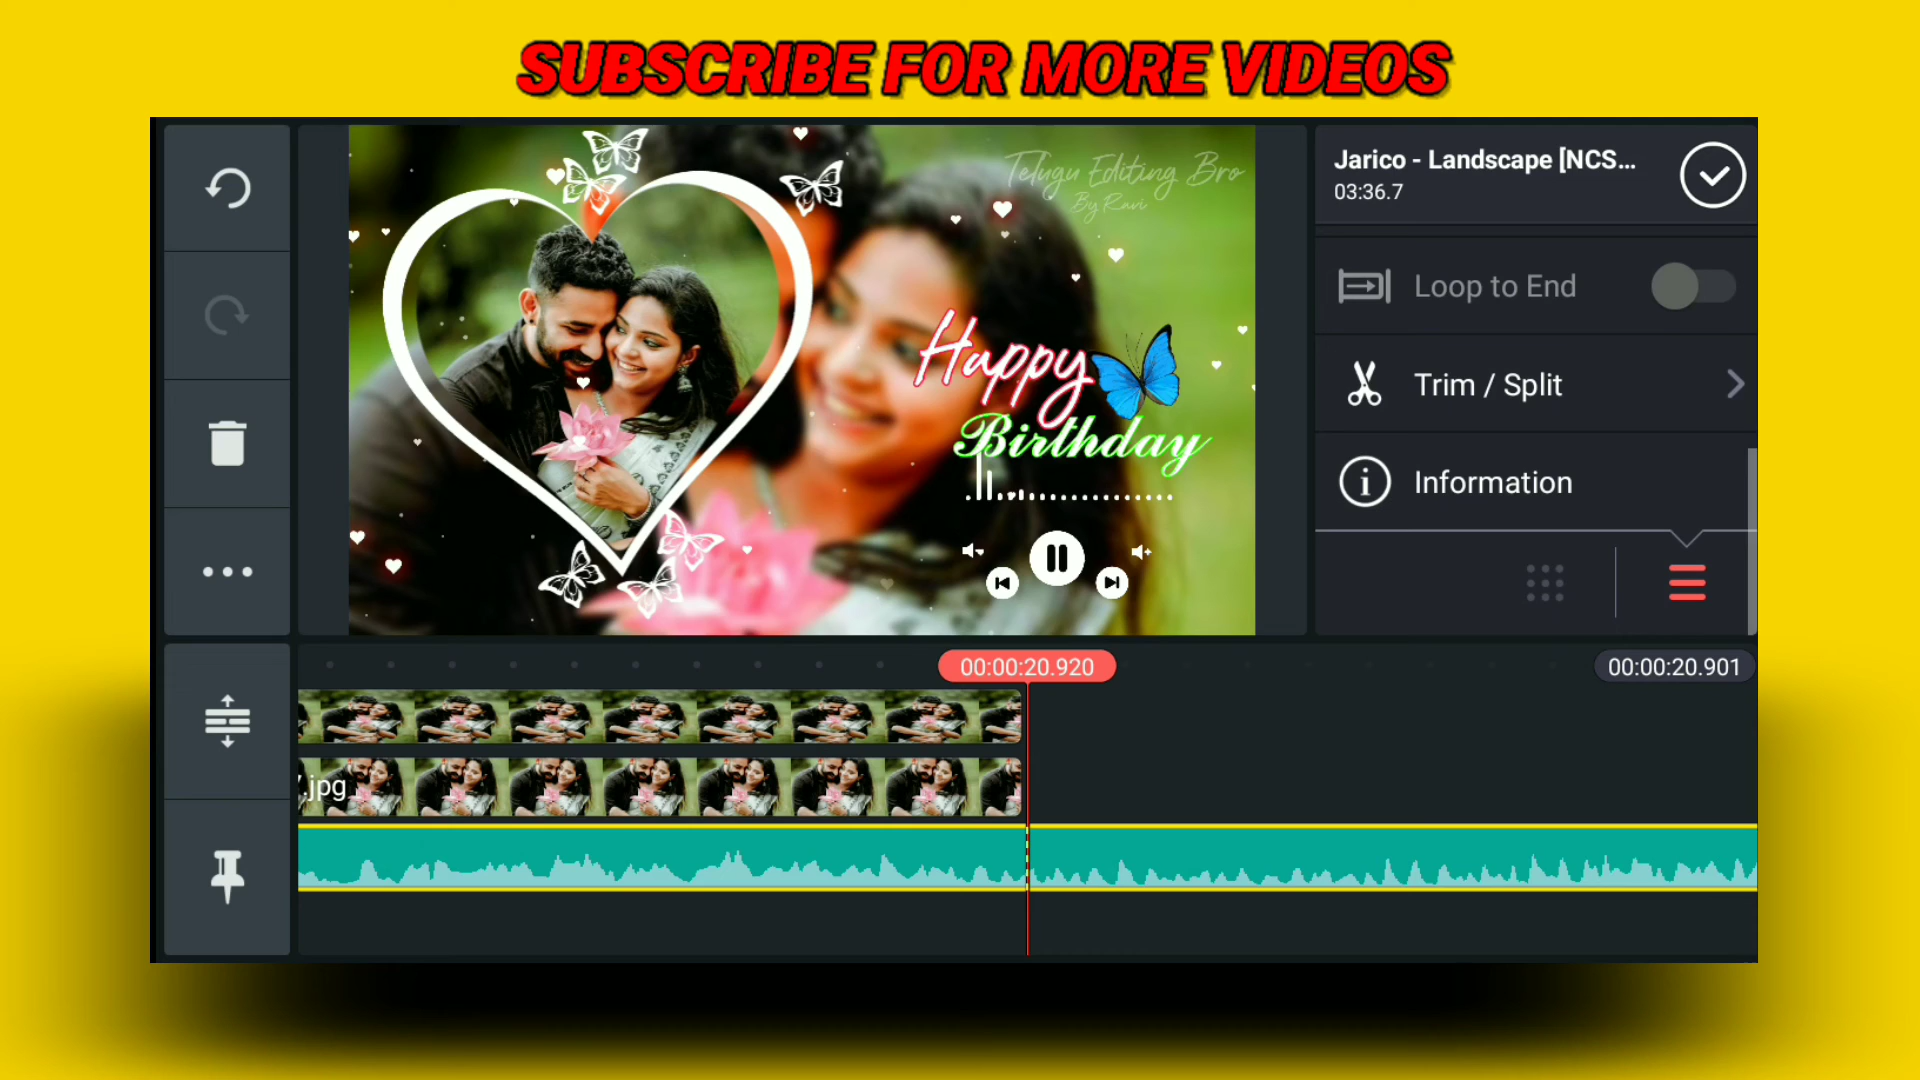 SUBSCRIBE FOR MORE VIDEOS
Telugu Editing Bro
By Ravi
Jarico - Landscape [NCS...
03:36.7
Loop to End
Trim / Split
Information
Happy
Birthday
00:00:20.920
00:00:20.901
.jpg